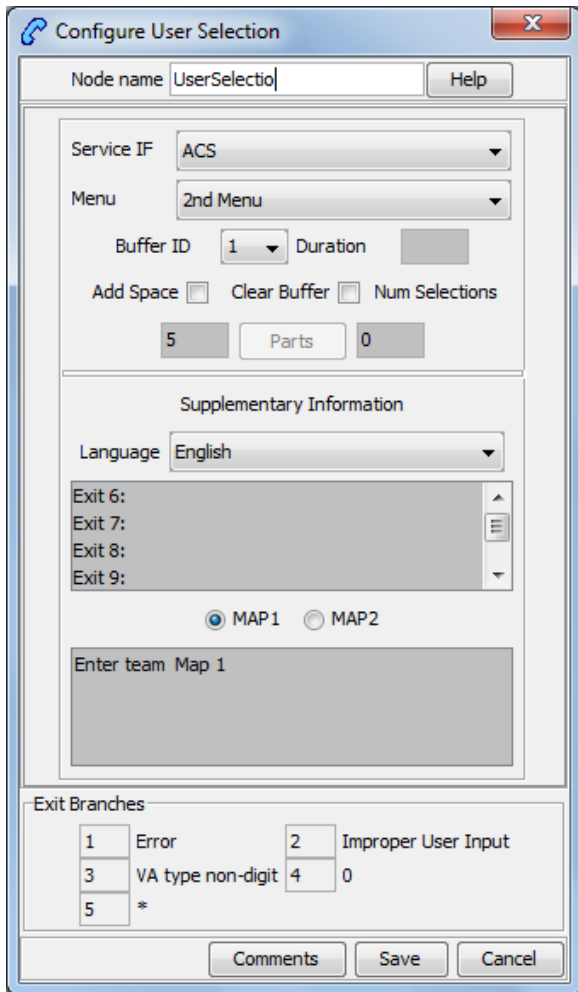 Configure User Selection
Node name UserSelectio Help
Service IF ACS
Menu 2nd Menu
Buffer ID 1 Duration
Add Space Clear Buffer Num Selections
5 Parts 0
Supplementary Information
Language English
Exit 6:
Exit 7:
Exit 8:
Exit 9:
MAP1 MAP2
Enter team Map 1
Exit Branches
1 Error 2 Improper User Input
3 VA type non-digit 4 0
5 *
Comments Save Cancel